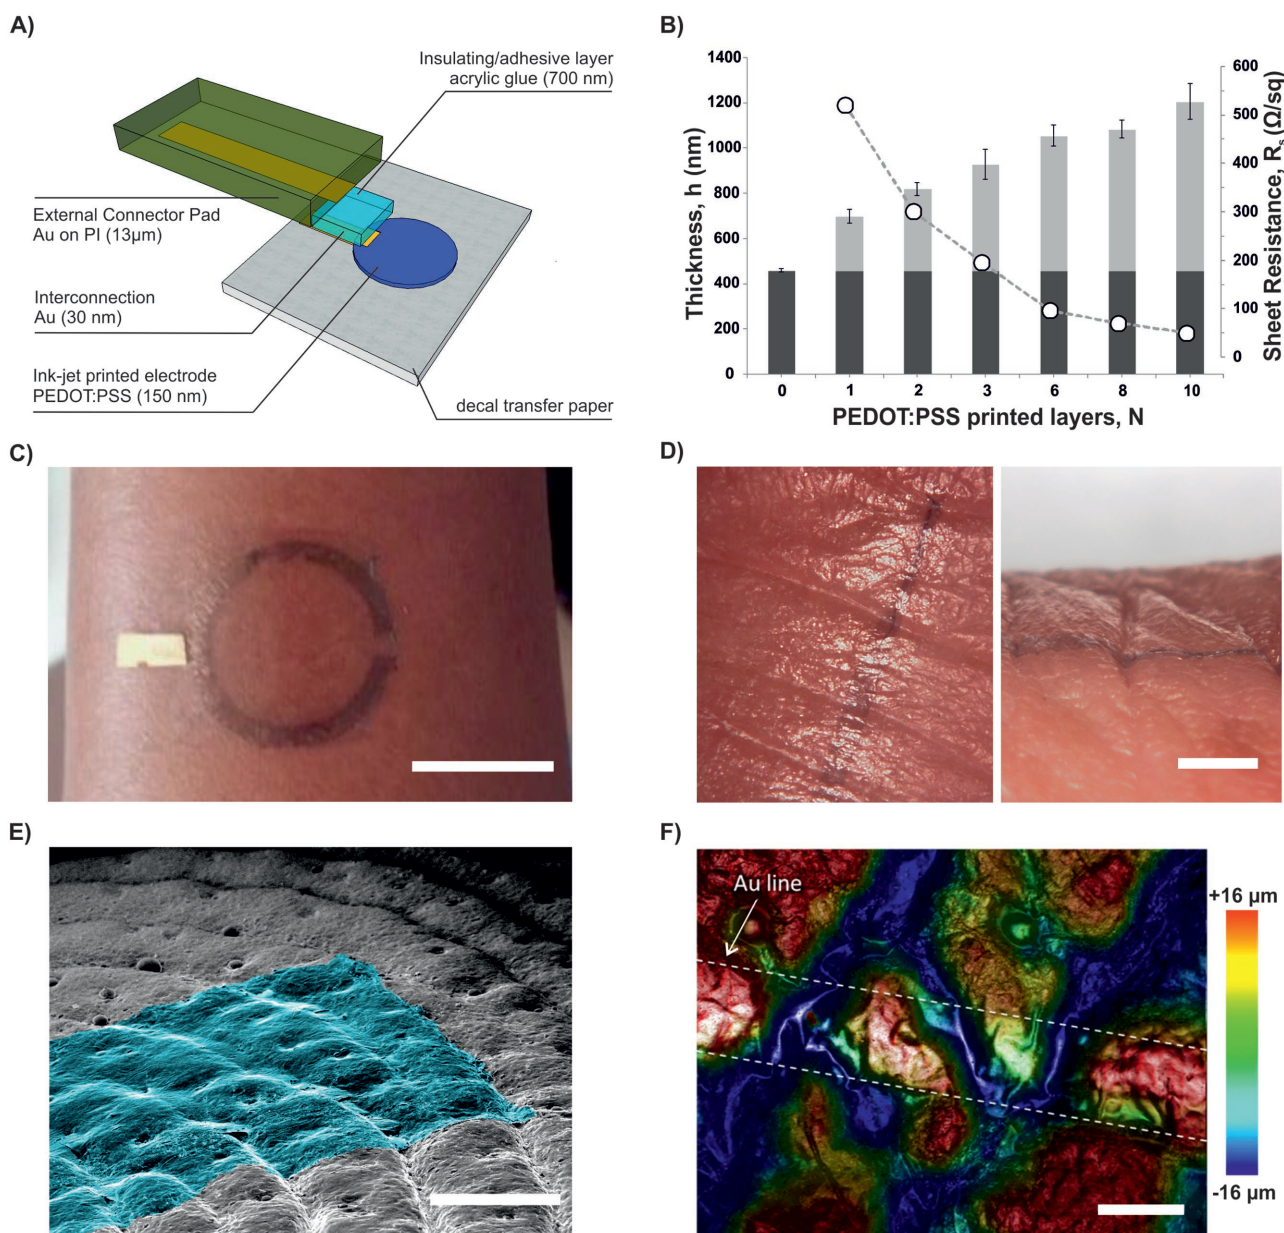 A)
Insulating/adhesive layer
acrylic glue (700 nm)
External Connector Pad
Au on PI (13µm)
Interconnection
Au (30 nm)
Ink-jet printed electrode
PEDOT:PSS (150 nm)
decal transfer paper
B)
Thickness, h (nm)
1400
1200
1000
800
600
400
200
0
0 1 2 3 6 8 10
PEDOT:PSS printed layers, N
600
500
400
300
200
100
0
Sheet Resistance, Rs (Ω/sq)
C)
D)
E)
F)
Au line
+16 µm
-16 µm